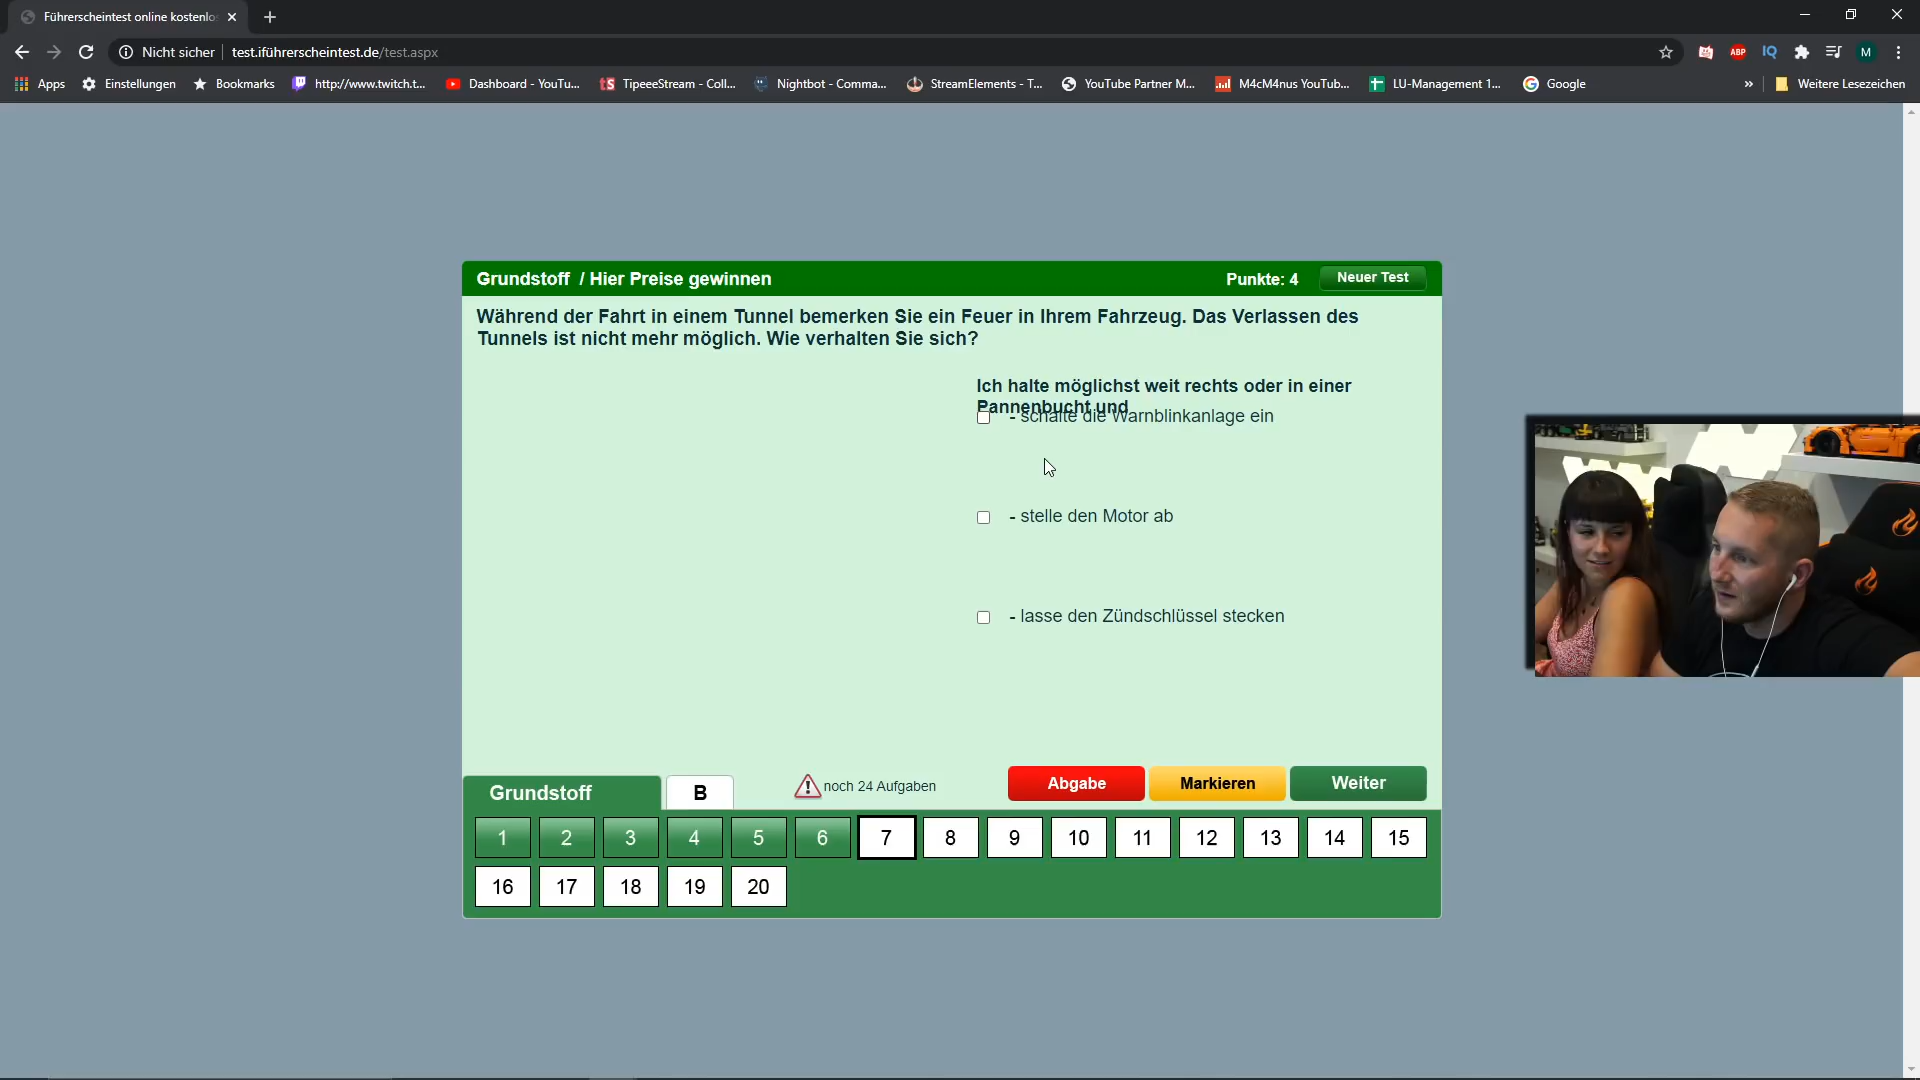 Führerscheintest online kostenlo
Nicht sicher
test.iführerscheintest.de/test.aspx
ABP
IQ
M
Apps
Einstellungen
Bookmarks
http://www.twitch.t...
Dashboard - YouTu...
TipeeeStream - Coll...
Nightbot - Comma...
StreamElements - T...
YouTube Partner M...
M4cM4nus YouTub...
LU-Management 1...
Google
»
Weitere Lesezeichen
Grundstoff / Hier Preise gewinnen
Punkte: 4
Neuer Test
Während der Fahrt in einem Tunnel bemerken Sie ein Feuer in Ihrem Fahrzeug. Das Verlassen des
Tunnels ist nicht mehr möglich. Wie verhalten Sie sich?
Ich halte möglichst weit rechts oder in einer
Pannenbucht und
- schalte die Warnblinkanlage ein
- stelle den Motor ab
- lasse den Zündschlüssel stecken
Grundstoff
B
noch 24 Aufgaben
Abgabe
Markieren
Weiter
1 2 3 4 5 6 7 8 9 10 11 12 13 14 15
16 17 18 19 20